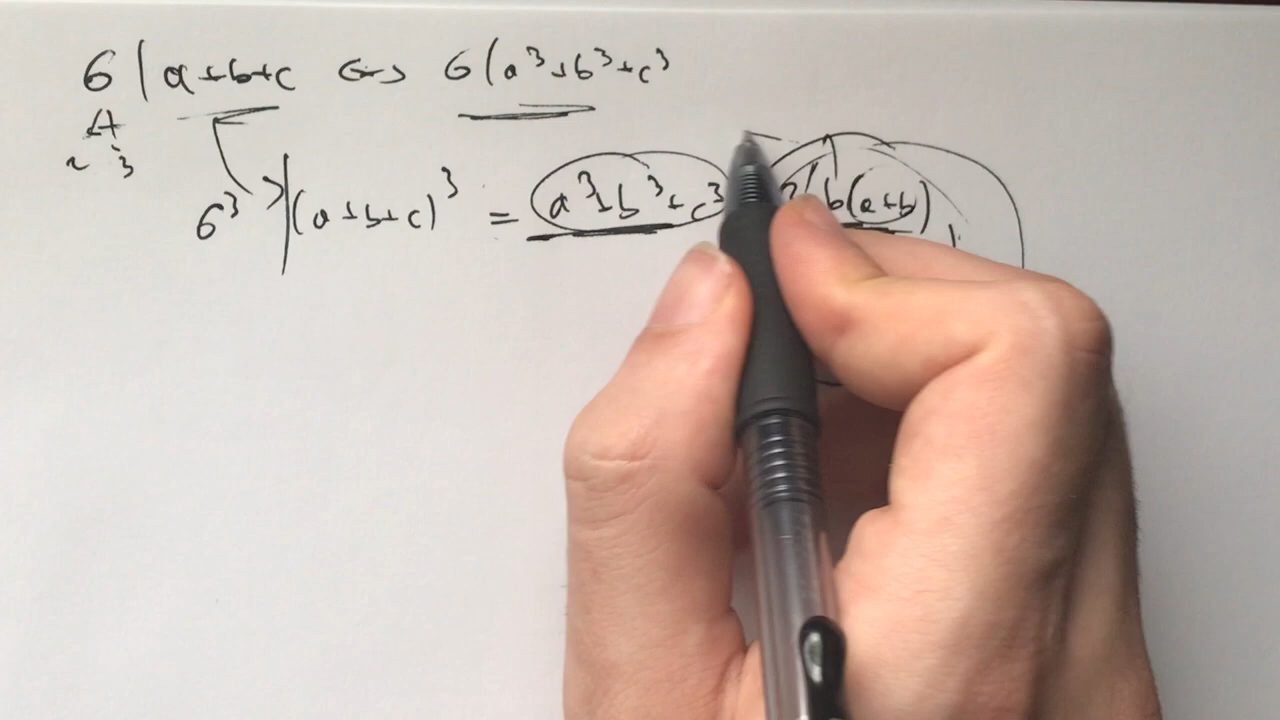 6 | a+b+c ⟺ 6 | a³+b³+c³
2 3
6³ | (a+b+c)³ = a³+b³+c³ b(a+b)